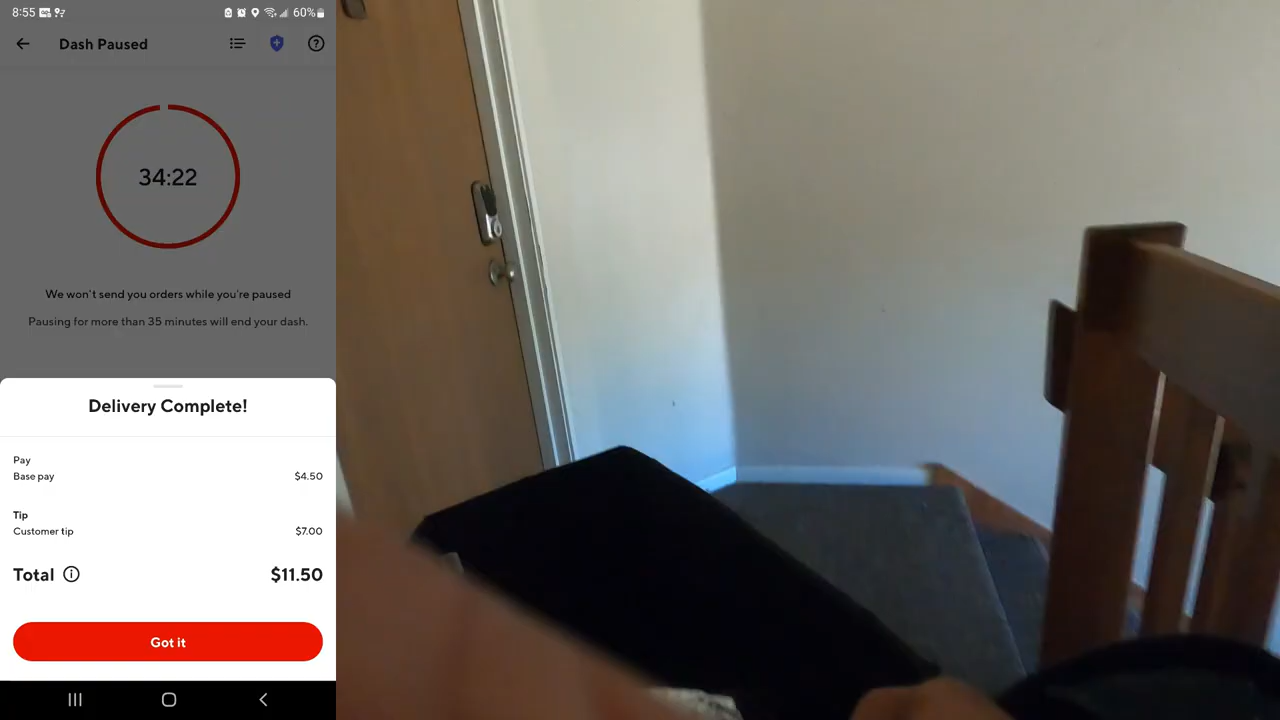 8:55
60%
Dash Paused
34:22
We won't send you orders while you're paused
Pausing for more than 35 minutes will end your dash.
Delivery Complete!
Pay
Base pay $4.50
Tip
Customer tip $7.00
Total $11.50
Got it